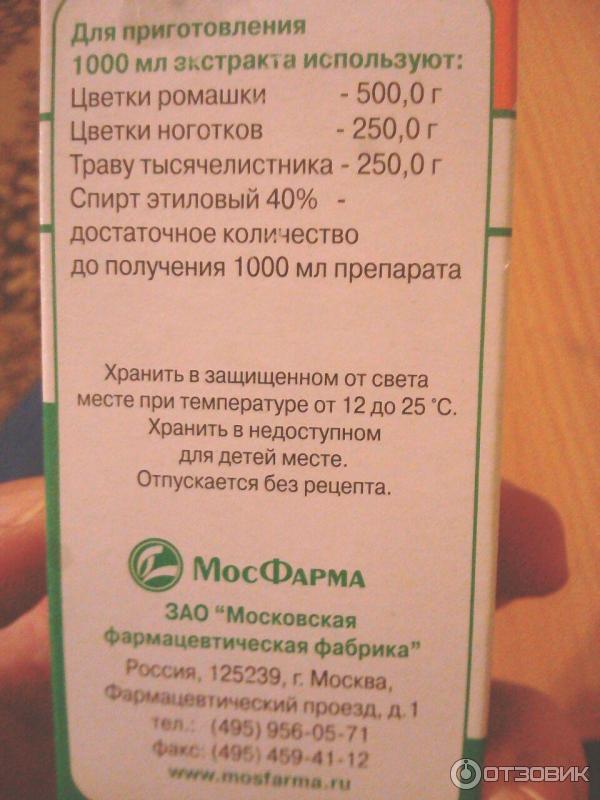 Для приготовления
1000 мл экстракта используют:
Цветки ромашки - 500,0 г
Цветки ноготков - 250,0 г
Траву тысячелистника - 250,0 г
Спирт этиловый 40% -
достаточное количество
до получения 1000 мл препарата
Хранить в защищенном от света
месте при температуре от 12 до 25 °С.
Хранить в недоступном
для детей месте.
Отпускается без рецепта.
МосФарма
ЗАО “Московская
фармацевтическая фабрика”
Россия, 125239, г. Москва,
Фармацевтический проезд, д.1
тел.: (495) 956-05-71
факс: (495) 459-41-12
www.mosfarma.ru
ОТЗОВИК